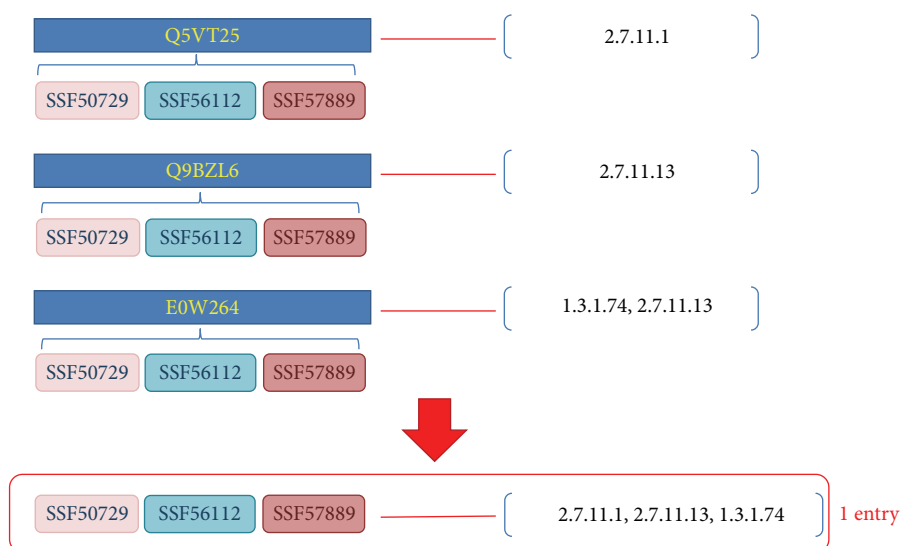 Q5VT25 2.7.11.1
SSF50729 SSF56112 SSF57889
Q9BZL6 2.7.11.13
SSF50729 SSF56112 SSF57889
E0W264 1.3.1.74, 2.7.11.13
SSF50729 SSF56112 SSF57889
SSF50729 SSF56112 SSF57889 2.7.11.1, 2.7.11.13, 1.3.1.74 1 entry